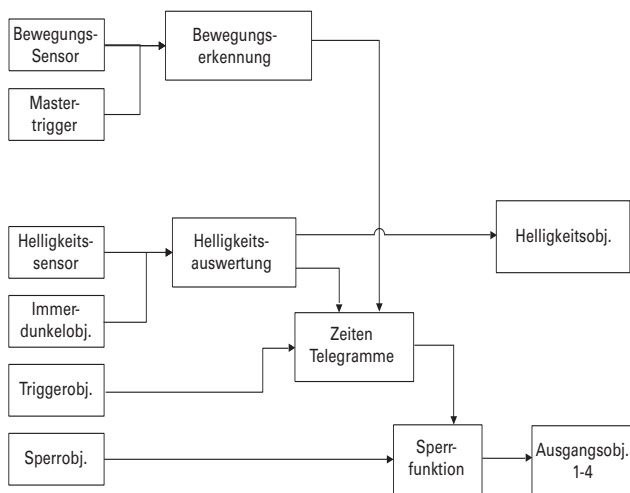 Bewegungs-
Sensor
Bewegungs-
erkennung
Master-
trigger
Helligkeits-
sensor
Helligkeits-
auswertung
Helligkeitsobj.
Immer-
dunkelobj.
Zeiten
Telegramme
Triggerobj.
Sperrobj.
Sperr-
funktion
Ausgangsobj.
1-4